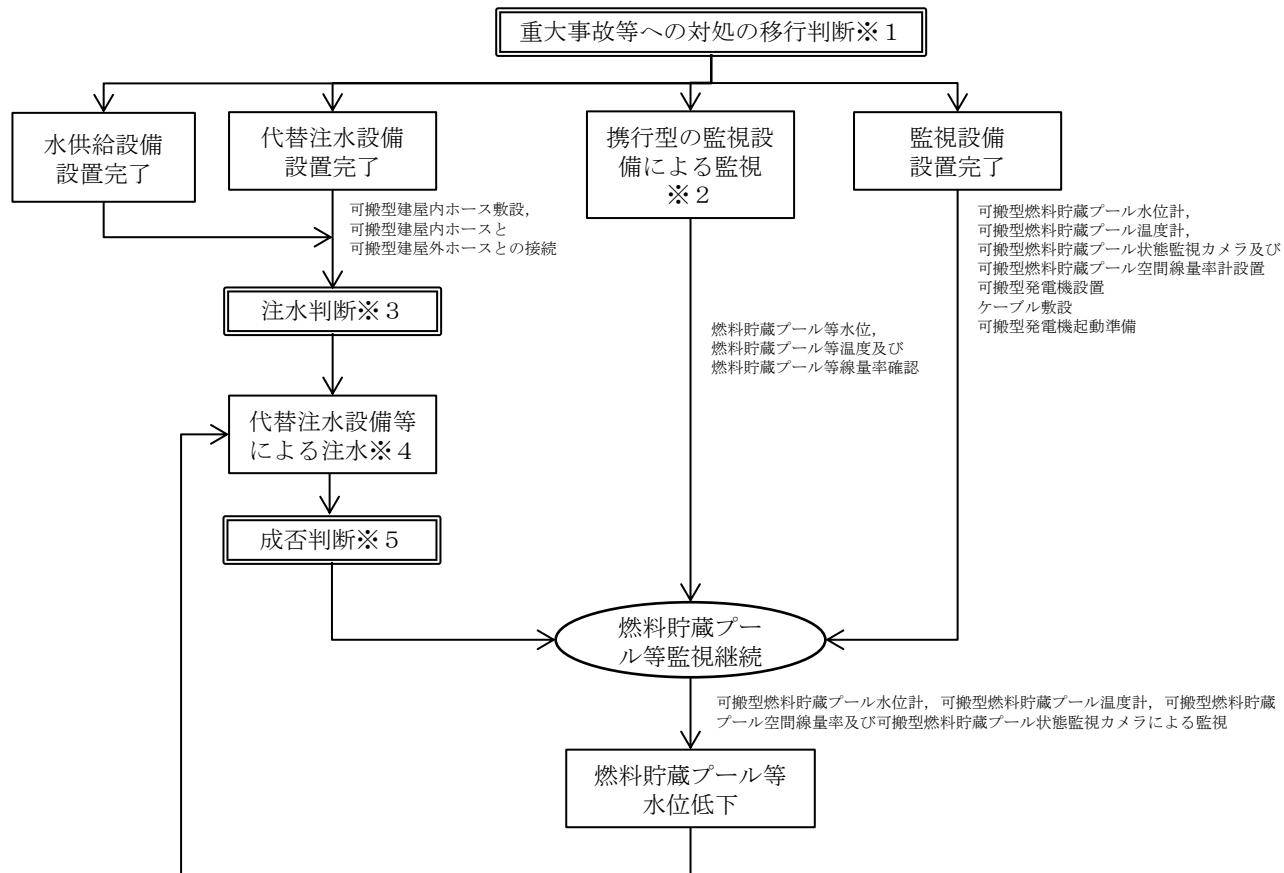 重大事故等への対処の移行判断※１
水供給設備
設置完了
代替注水設備
設置完了
携行型の監視設
備による監視
※２
監視設備
設置完了
可搬型建屋内ホース敷設，
可搬型建屋内ホースと
可搬型建屋外ホースとの接続
可搬型燃料貯蔵プール水位計，
可搬型燃料貯蔵プール温度計，
可搬型燃料貯蔵プール状態監視カメラ及び
可搬型燃料貯蔵プール空間線量率計設置
可搬型発電機設置
ケーブル敷設
可搬型発電機起動準備
注水判断※３
燃料貯蔵プール等水位，
燃料貯蔵プール等温度及び
燃料貯蔵プール等線量率確認
代替注水設備等
による注水※４
成否判断※５
燃料貯蔵プー
ル等監視継続
可搬型燃料貯蔵プール水位計，可搬型燃料貯蔵プール温度計，可搬型燃料貯蔵
プール空間線量率及び可搬型燃料貯蔵プール状態監視カメラによる監視
燃料貯蔵プール等
水位低下